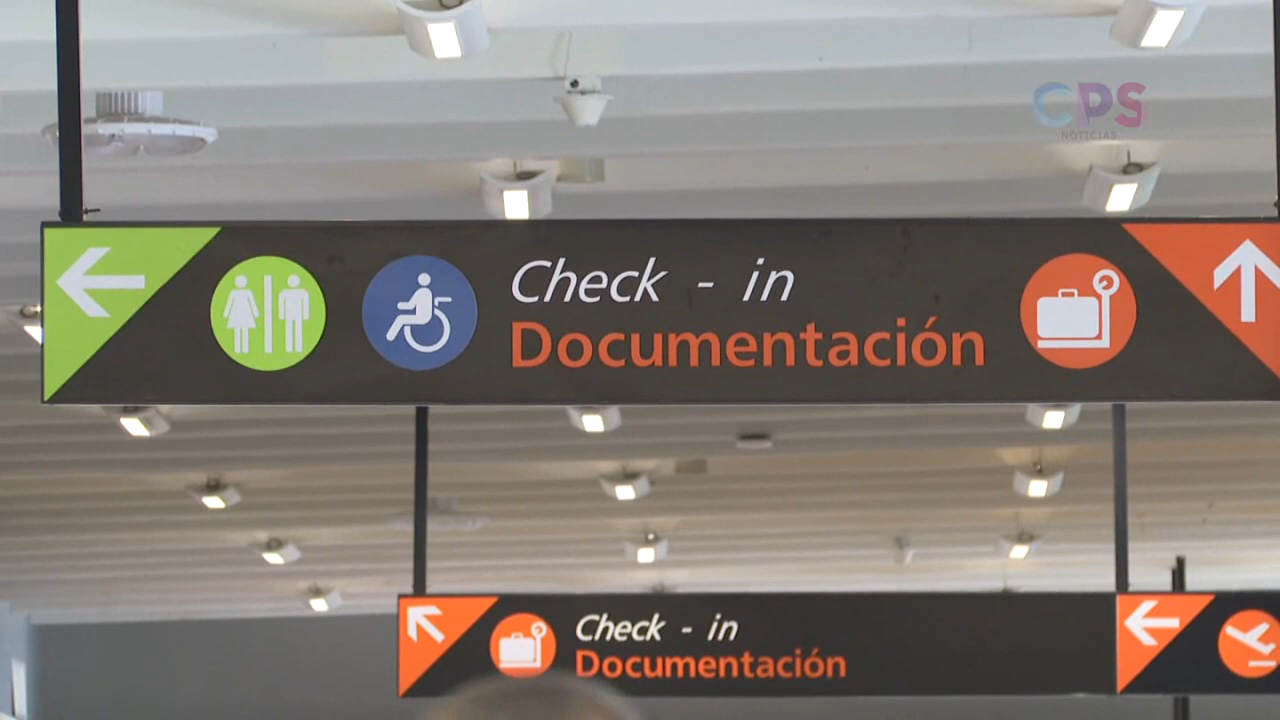 CPS
NOTICIAS
Check - in
Documentación
Check - in
Documentación